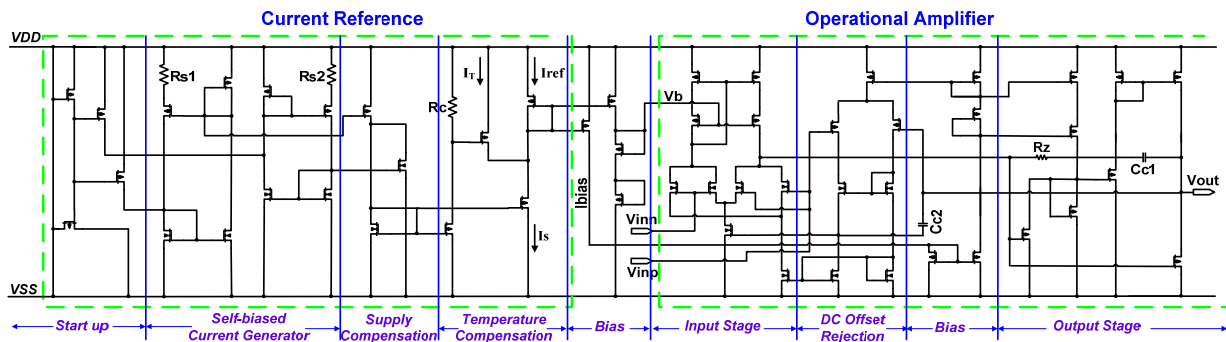 Current Reference
Operational Amplifier
VDD
Rs1
Rs2
IT
Iref
Rc
Vb
Rz
Cc1
Vout
Ibias
Vinn
Cc2
Is
Vinp
VSS
Start up
Self-biased
Current Generator
Supply
Compensation
Temperature
Compensation
Bias
Input Stage
DC Offset
Rejection
Bias
Output Stage